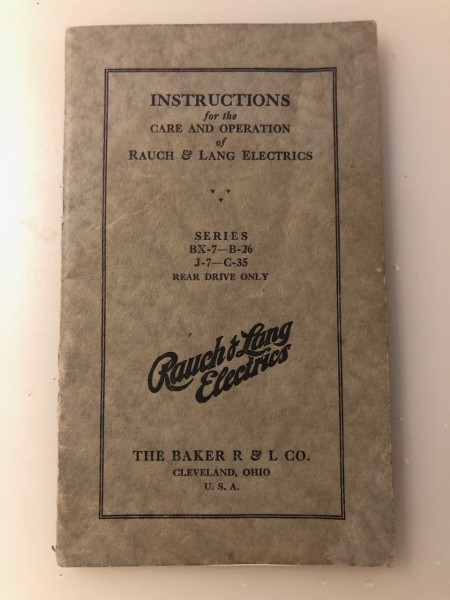 INSTRUCTIONS
for the
CARE AND OPERATION
of
RAUCH & LANG ELECTRICS
SERIES
BX-7—B-26
J-7—C-35
REAR DRIVE ONLY
Rauch & Lang
Electrics
THE BAKER R & L CO.
CLEVELAND, OHIO
U. S. A.